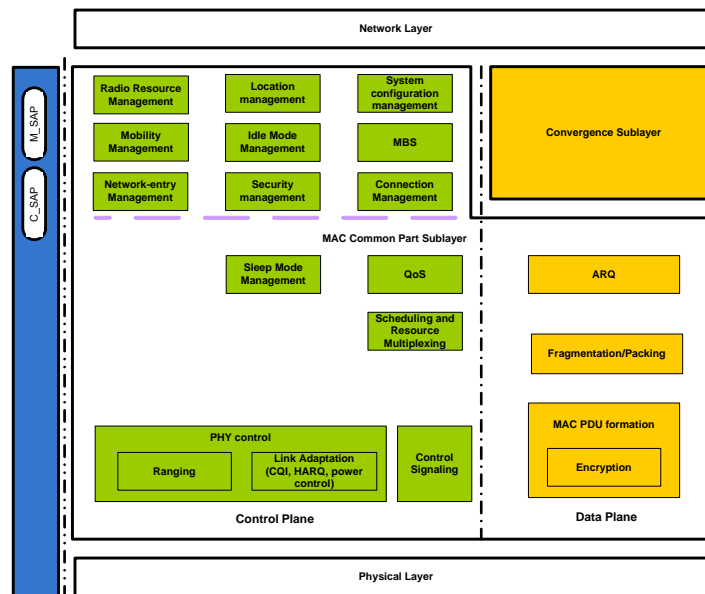 Network Layer
M_SAP
C_SAP
Radio Resource
Management
Location
management
System
configuration
management
Mobility
Management
Idle Mode
Management
MBS
Network-entry
Management
Security
management
Connection
Management
Convergence Sublayer
MAC Common Part Sublayer
Sleep Mode
Management
QoS
ARQ
Scheduling and
Resource
Multiplexing
Fragmentation/Packing
PHY control
Ranging
Link Adaptation
(CQI, HARQ, power
control)
Control
Signaling
MAC PDU formation
Encryption
Control Plane
Data Plane
Physical Layer